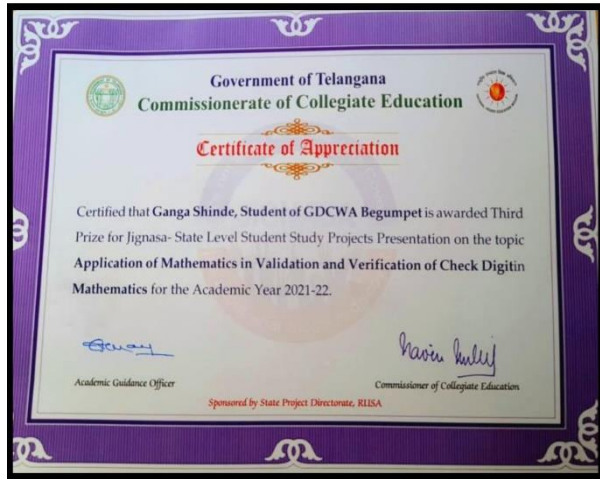 Government of Telangana
Commissionerate of Collegiate Education
Certificate of Appreciation
Certified that Ganga Shinde, Student of GDCWA Begumpet is awarded Third
Prize for Jignasa- State Level Student Study Projects Presentation on the topic
Application of Mathematics in Validation and Verification of Check Digitin
Mathematics for the Academic Year 2021-22.
Academic Guidance Officer
Commissioner of Collegiate Education
Sponsored by State Project Directorate, RUSA